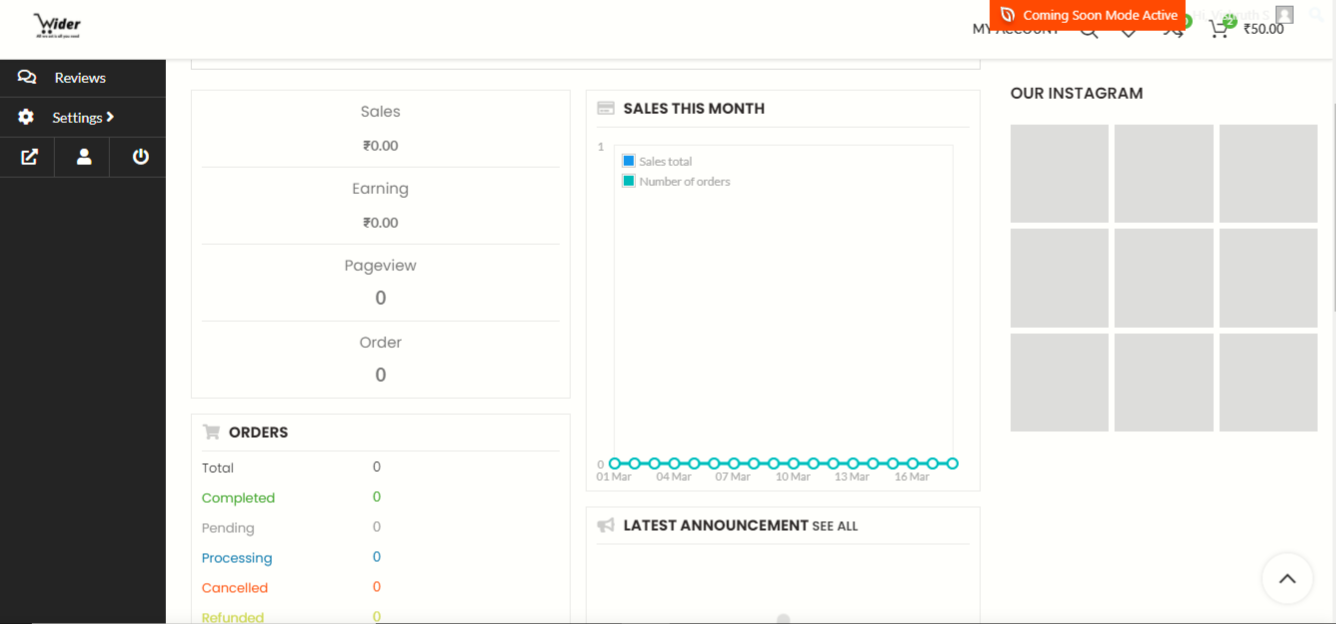 Wider
Coming Soon Mode Active
MY ACCOUNT
2
₹50.00
Reviews
Settings
Sales
₹0.00
Earning
₹0.00
Pageview
0
Order
0
ORDERS
Total 0
Completed 0
Pending 0
Processing 0
Cancelled 0
Refunded 0
SALES THIS MONTH
1
Sales total
Number of orders
0
01 Mar 04 Mar 07 Mar 10 Mar 13 Mar 16 Mar
LATEST ANNOUNCEMENT SEE ALL
OUR INSTAGRAM